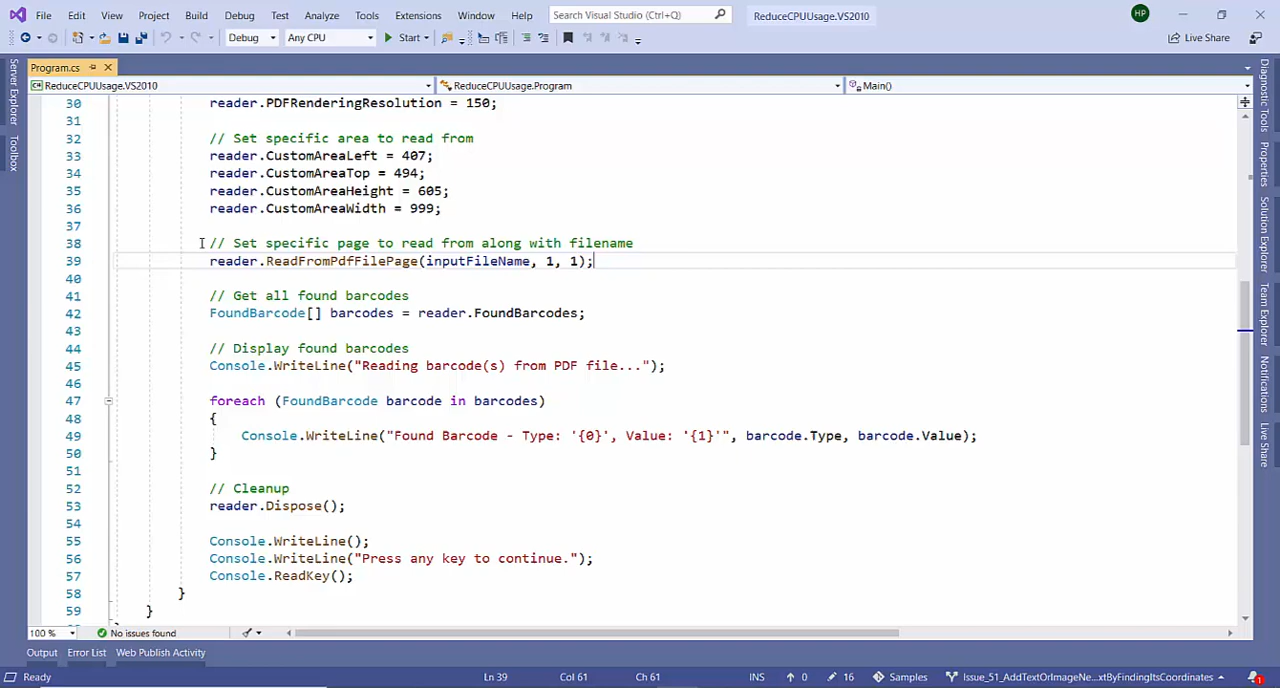 File Edit View Project Build Debug Test Analyze Tools Extensions Window Help Search Visual Studio (Ctrl+Q) ReduceCPUUsage.VS2010 HP
Debug Any CPU Start Live Share
Program.cs
ReduceCPUUsage.VS2010 ReduceCPUUsage.Program Main()
30 reader.PDFRenderingResolution = 150;
31
32 // Set specific area to read from
33 reader.CustomAreaLeft = 407;
34 reader.CustomAreaTop = 494;
35 reader.CustomAreaHeight = 605;
36 reader.CustomAreaWidth = 999;
37
38 // Set specific page to read from along with filename
39 reader.ReadFromPdfFilePage(inputFileName, 1, 1);
40
41 // Get all found barcodes
42 FoundBarcode[] barcodes = reader.FoundBarcodes;
43
44 // Display found barcodes
45 Console.WriteLine("Reading barcode(s) from PDF file...");
46
47 foreach (FoundBarcode barcode in barcodes)
48 {
49 Console.WriteLine("Found Barcode - Type: '{0}', Value: '{1}'", barcode.Type, barcode.Value);
50 }
51
52 // Cleanup
53 reader.Dispose();
54
55 Console.WriteLine();
56 Console.WriteLine("Press any key to continue.");
57 Console.ReadKey();
58 }
59 }
Server Explorer
Toolbox
Diagnostic Tools
Properties
Solution Explorer
Team Explorer
Notifications
Live Share
100 % No issues found
Output Error List Web Publish Activity
Ready Ln 39 Col 61 Ch 61 INS 0 16 Samples Issue_51_AddTextOrImageNe...xtByFindingItsCoordinates 1